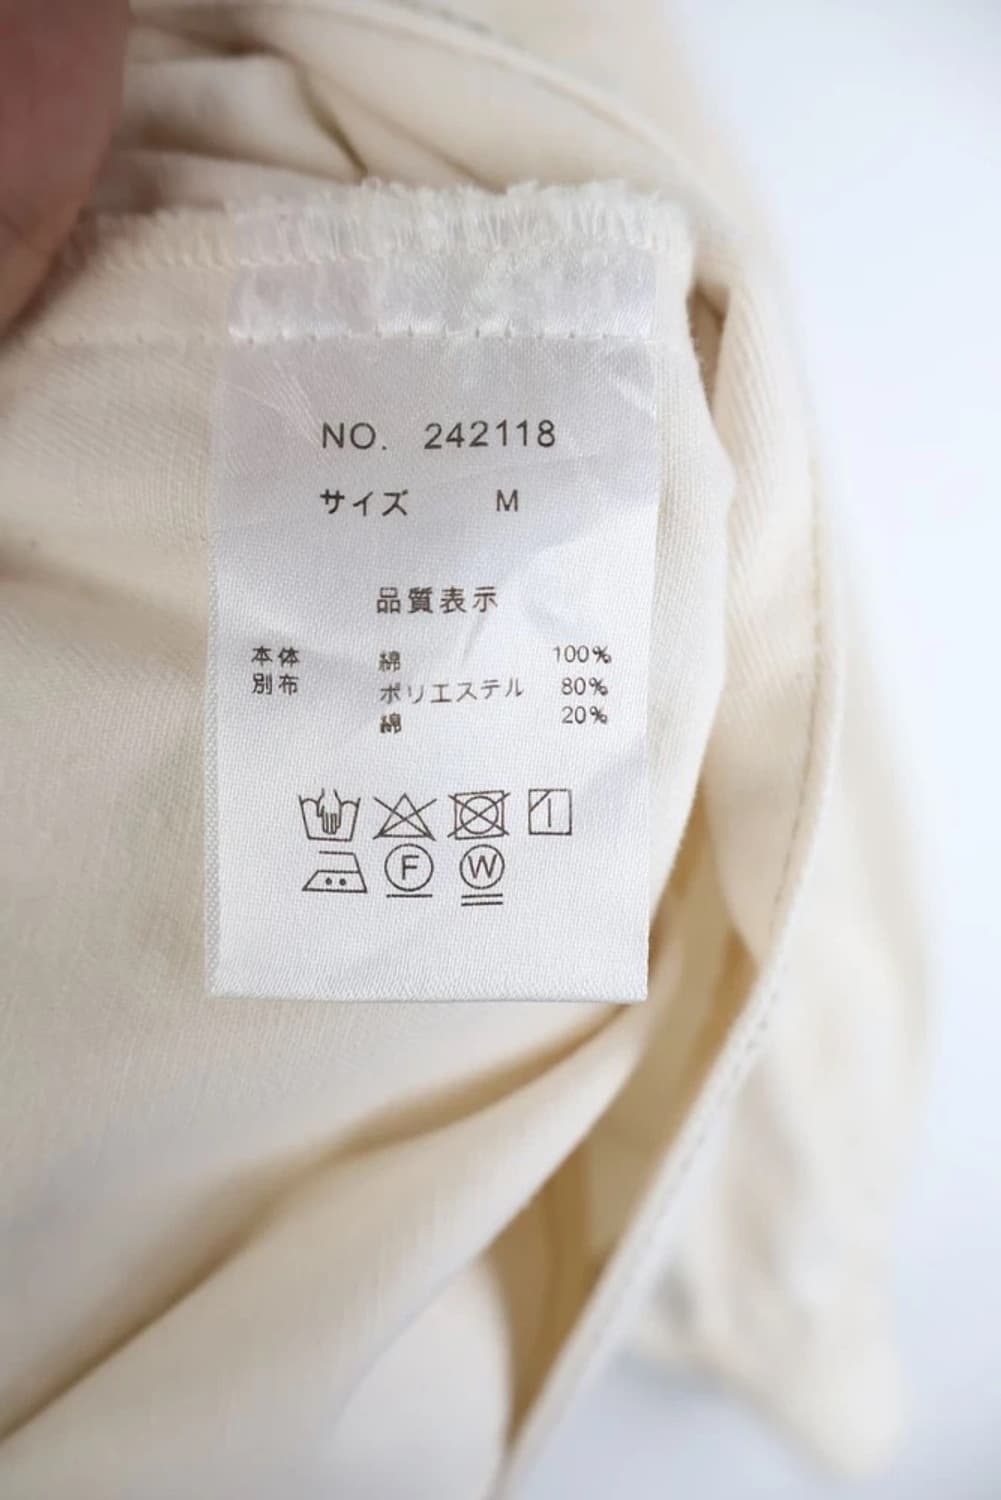 NO. 242118
サイズ M
品質表示
本体 綿 100%
別布 ポリエステル 80%
綿 20%
F W